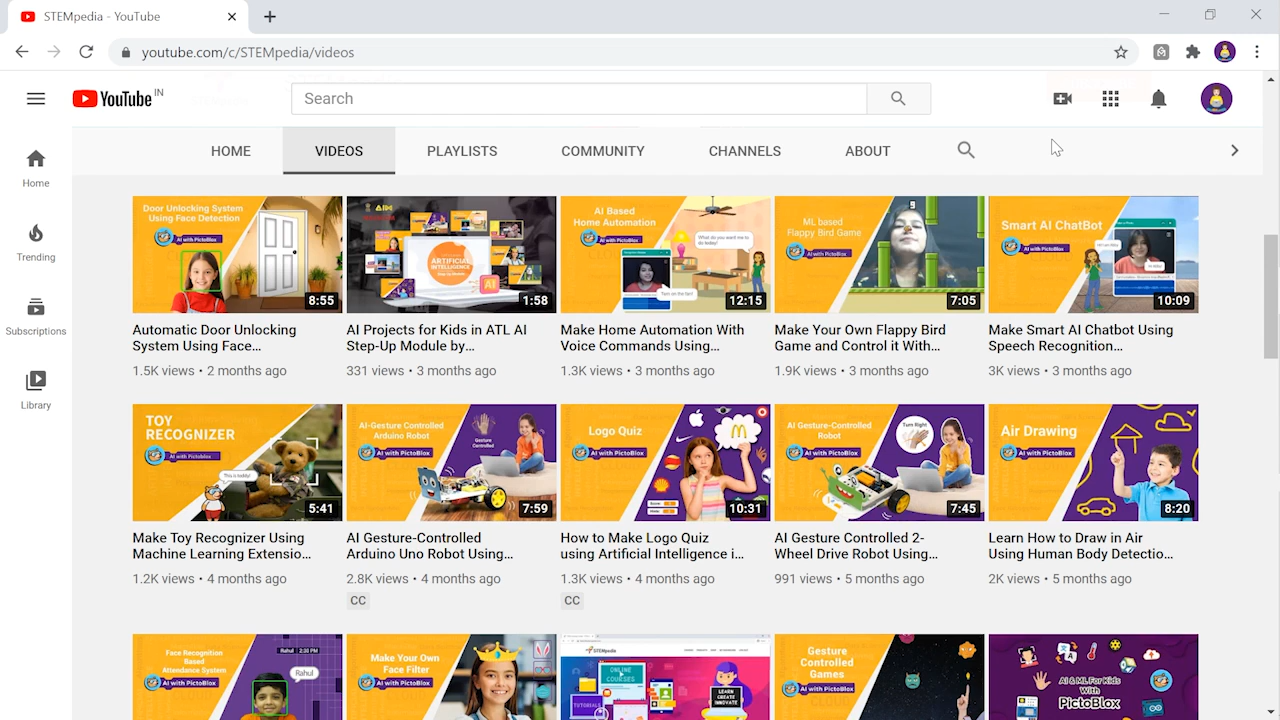 STEMpedia - YouTube
youtube.com/c/STEMpedia/videos
YouTube IN
Search
HOME
VIDEOS
PLAYLISTS
COMMUNITY
CHANNELS
ABOUT
Home
Trending
Subscriptions
Library
Door Unlocking System
Using Face Detection
AI with PictoBlox
8:55
Automatic Door Unlocking
System Using Face...
1.5K views • 2 months ago
ARTIFICIAL
INTELLIGENCE
AI
1:58
AI Projects for Kids in ATL AI
Step-Up Module by...
331 views • 3 months ago
AI Based
Home Automation
AI with PictoBlox
What do you want me to
do today?
Turn on the fan!
12:15
Make Home Automation With
Voice Commands Using...
1.3K views • 3 months ago
ML based
Flappy Bird Game
AI with PictoBlox
9
7:05
Make Your Own Flappy Bird
Game and Control it With...
1.9K views • 3 months ago
Smart AI ChatBot
AI with PictoBlox
10:09
Make Smart AI Chatbot Using
Speech Recognition...
3K views • 3 months ago
TOY
RECOGNIZER
AI with PictoBlox
This is teddy!
5:41
Make Toy Recognizer Using
Machine Learning Extensio...
1.2K views • 4 months ago
AI-Gesture Controlled
Arduino Robot
AI with PictoBlox
Gesture
Controlled
7:59
AI Gesture-Controlled
Arduino Uno Robot Using...
2.8K views • 4 months ago
CC
Logo Quiz
AI with PictoBlox
10:31
How to Make Logo Quiz
using Artificial Intelligence i...
1.3K views • 4 months ago
CC
AI Gesture-Controlled
Robot
AI with PictoBlox
Turn Right
7:45
AI Gesture Controlled 2-
Wheel Drive Robot Using...
991 views • 5 months ago
Air Drawing
AI with PictoBlox
8:20
Learn How to Draw in Air
Using Human Body Detectio...
2K views • 5 months ago
Face Recognition
Based
Attendance System
AI with PictoBlox
Rahul 2:30 PM
Rahul
Make Your Own
Face Filter
AI with PictoBlox
STEMpedia
ONLINE
COURSES
TUTORIALS
LEARN
CREATE
INNOVATE
Gesture
Controlled
Games
AI with PictoBlox
AI & ML For Kids
With
PictoBlox